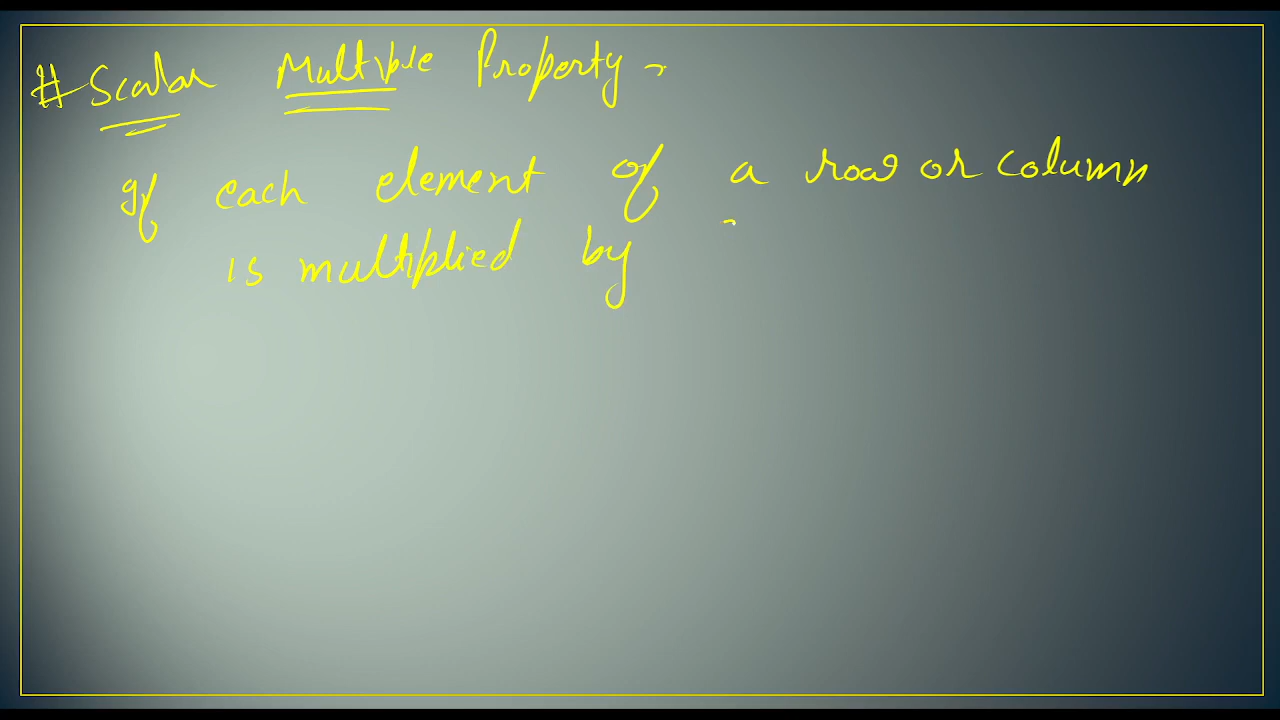 # Scalar Multiple Property -
If each element of a row or column
is multiplied by